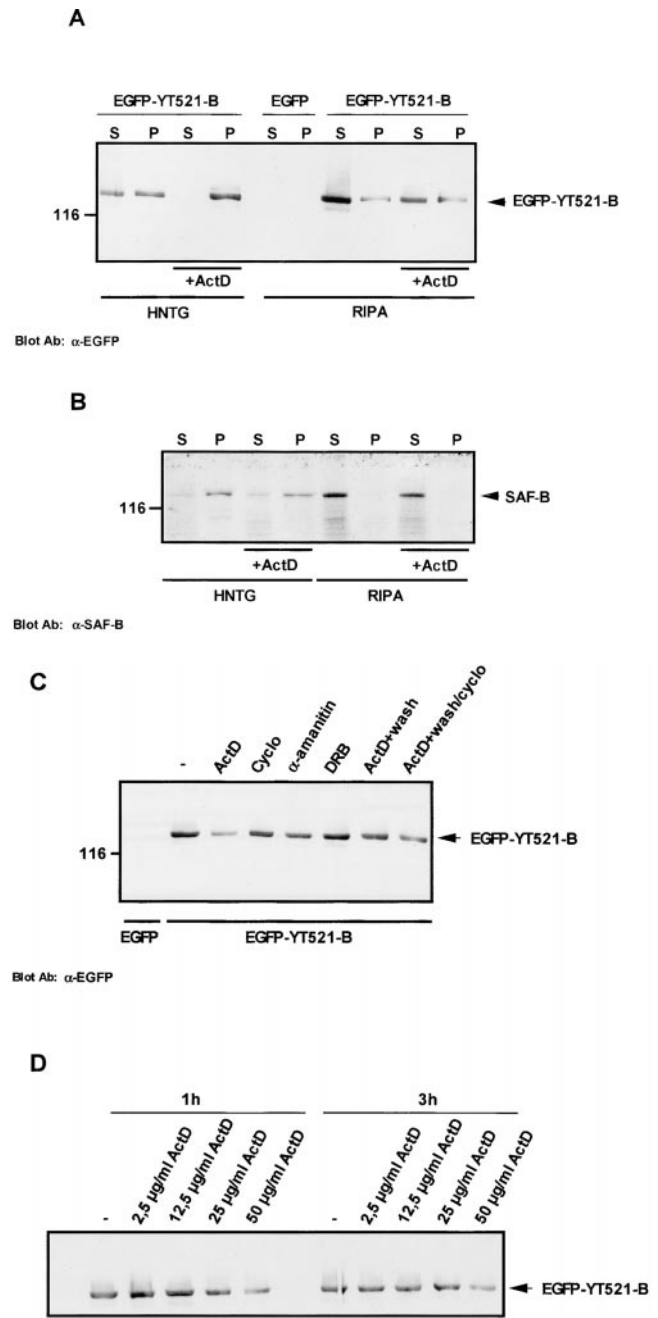 A
EGFP-YT521-B EGFP EGFP-YT521-B
S P S P S P S P S P
116
EGFP-YT521-B
+ActD +ActD
HNTG RIPA
Blot Ab: α-EGFP
B
S P S P S P S P
116
SAF-B
+ActD +ActD
HNTG RIPA
Blot Ab: α-SAF-B
C
- ActD Cyclo α-amanitin DRB ActD+wash ActD+wash/cyclo
116
EGFP-YT521-B
EGFP EGFP-YT521-B
Blot Ab: α-EGFP
D
1h 3h
- 2,5 µg/ml ActD 12,5 µg/ml ActD 25 µg/ml ActD 50 µg/ml ActD - 2,5 µg/ml ActD 12,5 µg/ml ActD 25 µg/ml ActD 50 µg/ml ActD
EGFP-YT521-B